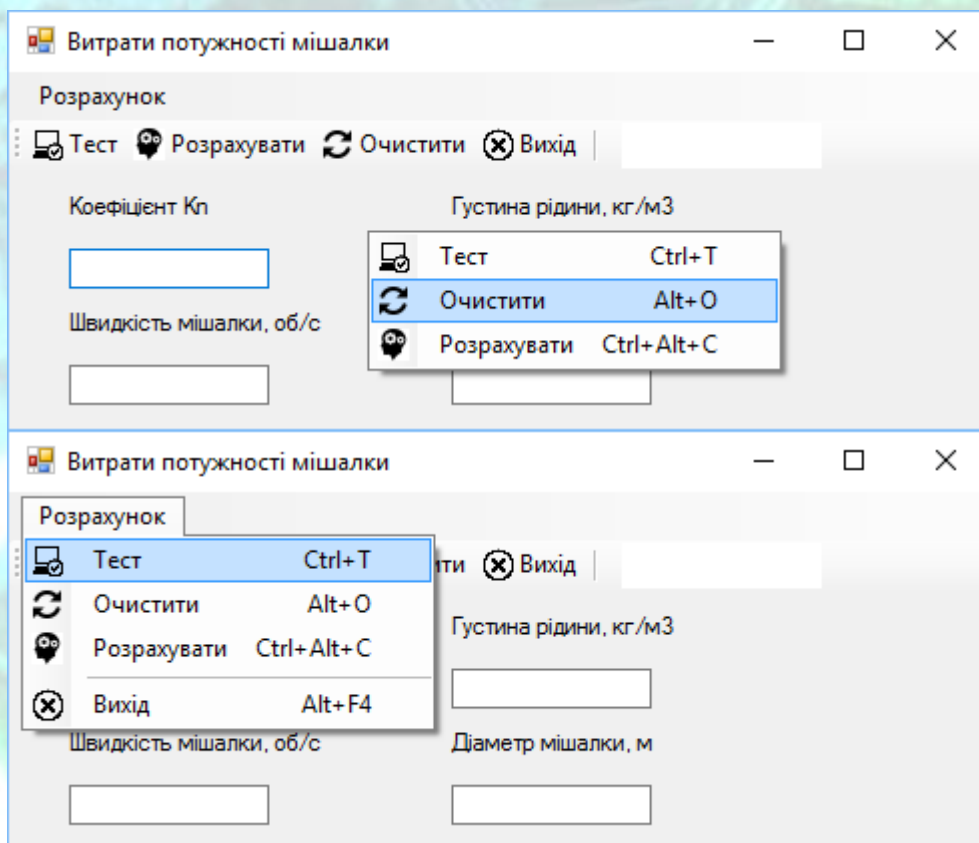 Витрати потужності мішалки
Розрахунок
Тест Розрахувати Очистити Вихід
Коефіцієнт Kn Густина рідини, кг/м3
Тест Ctrl+T
Очистити Alt+O
Швидкість мішалки, об/с
Розрахувати Ctrl+Alt+C
Витрати потужності мішалки
Розрахунок
Тест Ctrl+T
ити Вихід
Очистити Alt+O
Густина рідини, кг/м3
Розрахувати Ctrl+Alt+C
Вихід Alt+F4
Швидкість мішалки, об/с Діаметр мішалки, м